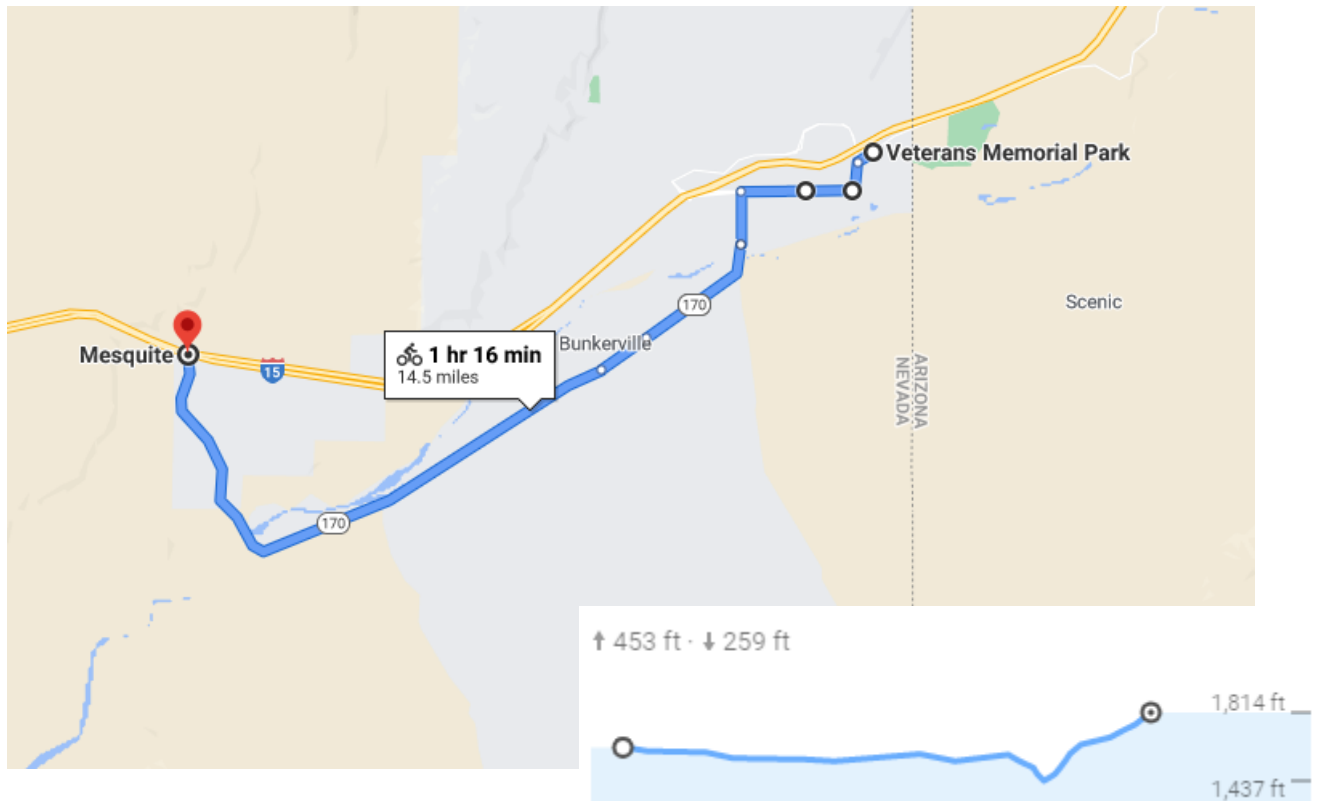 Veterans Memorial Park
170
Scenic
Bunkerville
1 hr 16 min
14.5 miles
Mesquite
15
ARIZONA
NEVADA
170
453 ft · 259 ft
1,814 ft
1,437 ft